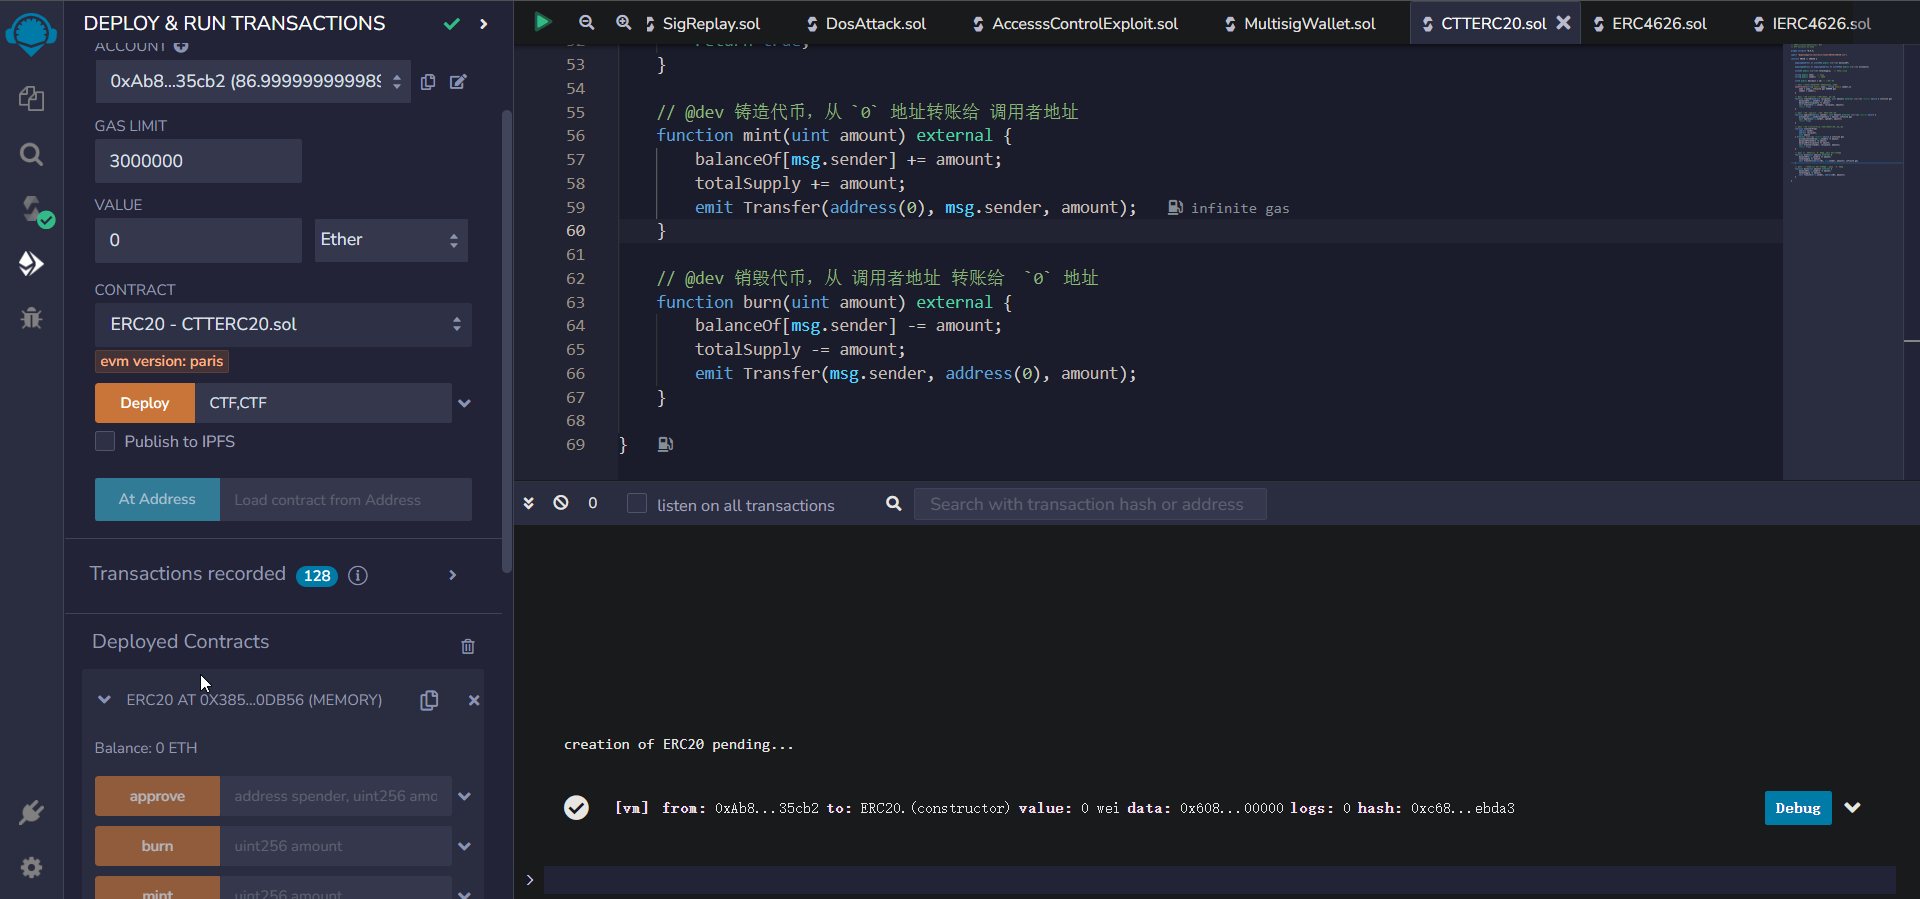 DEPLOY & RUN TRANSACTIONS
ACCOUNT
0xAb8...35cb2 (86.9999999999
GAS LIMIT
3000000
VALUE
0
Ether
CONTRACT
ERC20 - CTTERC20.sol
evm version: paris
Deploy
CTF,CTF
Publish to IPFS
At Address
Load contract from Address
Transactions recorded 128
Deployed Contracts
ERC20 AT 0X385...0DB56 (MEMORY)
Balance: 0 ETH
approve
address spender, uint256 amo
burn
uint256 amount
mint
uint256 amount
SigReplay.sol
DosAttack.sol
AccesssControlExploit.sol
MultisigWallet.sol
CTTERC20.sol
ERC4626.sol
IERC4626.sol
52 return true;
53 }
54
55 // @dev 铸造代币，从 `0` 地址转账给 调用者地址
56 function mint(uint amount) external {
57 balanceOf[msg.sender] += amount;
58 totalSupply += amount;
59 emit Transfer(address(0), msg.sender, amount); infinite gas
60 }
61
62 // @dev 销毁代币，从 调用者地址 转账给 `0` 地址
63 function burn(uint amount) external {
64 balanceOf[msg.sender] -= amount;
65 totalSupply -= amount;
66 emit Transfer(msg.sender, address(0), amount);
67 }
68
69 }
0
listen on all transactions
Search with transaction hash or address
creation of ERC20 pending...
[vm] from: 0xAb8...35cb2 to: ERC20.(constructor) value: 0 wei data: 0x608...00000 logs: 0 hash: 0xc68...ebda3
Debug
>